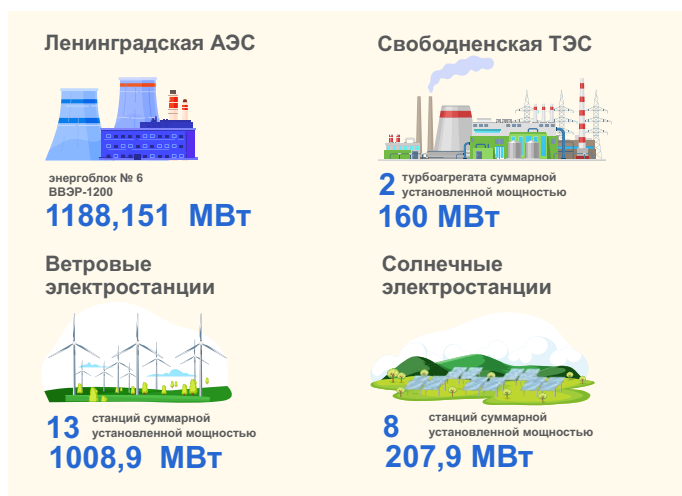 Ленинградская АЭС
энергоблок № 6
ВВЭР-1200
1188,151 МВт
Свободненская ТЭС
2 турбоагрегата суммарной
установленной мощностью
160 МВт
Ветровые
электростанции
13 станций суммарной
установленной мощностью
1008,9 МВт
Солнечные
электростанции
8 станций суммарной
установленной мощностью
207,9 МВт